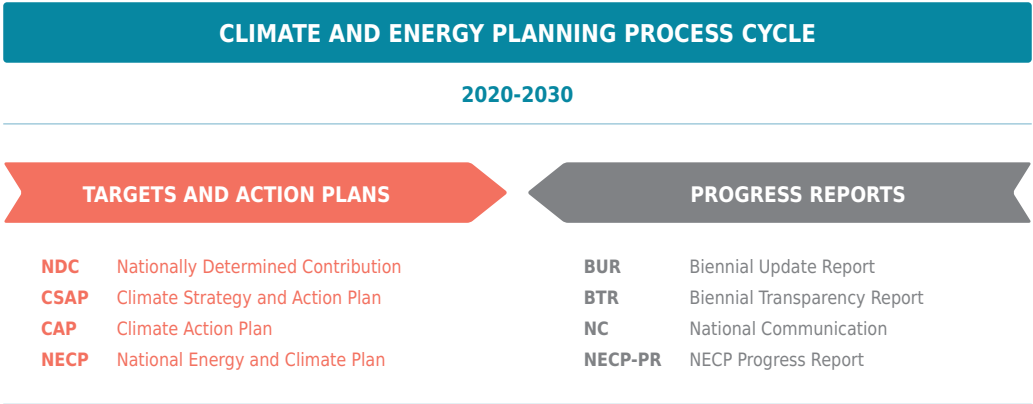 CLIMATE AND ENERGY PLANNING PROCESS CYCLE
2020-2030
TARGETS AND ACTION PLANS
NDC Nationally Determined Contribution
CSAP Climate Strategy and Action Plan
CAP Climate Action Plan
NECP National Energy and Climate Plan
PROGRESS REPORTS
BUR Biennial Update Report
BTR Biennial Transparency Report
NC National Communication
NECP-PR NECP Progress Report